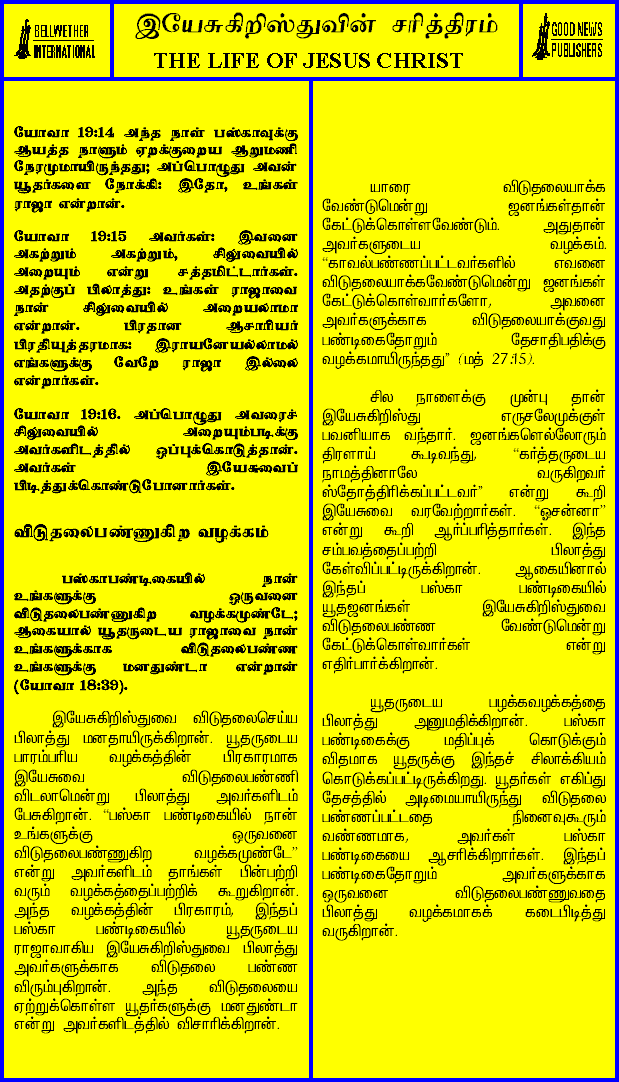 BELLWETHER
INTERNATIONAL
இயேசுகிறிஸ்துவின் சரித்திரம்
THE LIFE OF JESUS CHRIST
GOOD NEWS
PUBLISHERS
யோவா 19:14 அந்த நாள் பஸ்காவுக்கு
ஆயத்த நாளும் ஏறக்குறைய ஆறுமணி
நேரமுமாயிருந்தது; அப்பொழுது அவன்
யூதர்களை நோக்கி: இதோ, உங்கள்
ராஜா என்றான்.
யோவா 19:15 அவர்கள்: இவனை
அகற்றும் அகற்றும், சிலுவையில்
அறையும் என்று சத்தமிட்டார்கள்.
அதற்குப் பிலாத்து: உங்கள் ராஜாவை
நான் சிலுவையில் அறையலாமா
என்றான். பிரதான ஆசாரியர்
பிரதியுத்தரமாக: இராயனேயல்லாமல்
எங்களுக்கு வேறே ராஜா இல்லை
என்றார்கள்.
யோவா 19:16. அப்பொழுது அவரைச்
சிலுவையில் அறையும்படிக்கு
அவர்களிடத்தில் ஒப்புக்கொடுத்தான்.
அவர்கள் இயேசுவைப்
பிடித்துக்கொண்டுபோனார்கள்.
விடுதலைபண்ணுகிற வழக்கம்
பஸ்காபண்டிகையில் நான்
உங்களுக்கு ஒருவனை
விடுதலைபண்ணுகிற வழக்கமுண்டே;
ஆகையால் யூதருடைய ராஜாவை நான்
உங்களுக்காக விடுதலைபண்ண
உங்களுக்கு மனதுண்டா என்றான்
(யோவா 18:39).
இயேசுகிறிஸ்துவை விடுதலைசெய்ய
பிலாத்து மனதாயிருக்கிறான். யூதருடைய
பாரம்பரிய வழக்கத்தின் பிரகாரமாக
இயேசுவை விடுதலைபண்ணி
விடலாமென்று பிலாத்து அவர்களிடம்
பேசுகிறான். “பஸ்கா பண்டிகையில் நான்
உங்களுக்கு ஒருவனை
விடுதலைபண்ணுகிற வழக்கமுண்டே”
என்று அவர்களிடம் தாங்கள் பின்பற்றி
வரும் வழக்கத்தைப்பற்றிக் கூறுகிறான்.
அந்த வழக்கத்தின் பிரகாரம், இந்தப்
பஸ்கா பண்டிகையில் யூதருடைய
ராஜாவாகிய இயேசுகிறிஸ்துவை பிலாத்து
அவர்களுக்காக விடுதலை பண்ண
விரும்புகிறான். அந்த விடுதலையை
ஏற்றுக்கொள்ள யூதர்களுக்கு மனதுண்டா
என்று அவர்களிடத்தில் விசாரிக்கிறான்.
யாரை விடுதலையாக்க
வேண்டுமென்று ஜனங்கள்தான்
கேட்டுக்கொள்ளவேண்டும். அதுதான்
அவர்களுடைய வழக்கம்.
“காவல்பண்ணப்பட்டவர்களில் எவனை
விடுதலையாக்கவேண்டுமென்று ஜனங்கள்
கேட்டுக்கொள்வார்களோ, அவனை
அவர்களுக்காக விடுதலையாக்குவது
பண்டிகைதோறும் தேசாதிபதிக்கு
வழக்கமாயிருந்தது” (மத் 27:15).
சில நாளைக்கு முன்பு தான்
இயேசுகிறிஸ்து எருசலேமுக்குள்
பவனியாக வந்தார். ஜனங்களெல்லோரும்
திரளாய் கூடிவந்து, “கர்த்தருடைய
நாமத்தினாலே வருகிறவர்
ஸ்தோத்திரிக்கப்பட்டவர்” என்று கூறி
இயேசுவை வரவேற்றார்கள். “ஓசன்னா”
என்று கூறி ஆர்ப்பரித்தார்கள். இந்த
சம்பவத்தைப்பற்றி பிலாத்து
கேள்விப்பட்டிருக்கிறான். ஆகையினால்
இந்தப் பஸ்கா பண்டிகையில்
யூதஜனங்கள் இயேசுகிறிஸ்துவை
விடுதலைபண்ண வேண்டுமென்று
கேட்டுக்கொள்வார்கள் என்று
எதிர்பார்க்கிறான்.
யூதருடைய பழக்கவழக்கத்தை
பிலாத்து அனுமதிக்கிறான். பஸ்கா
பண்டிகைக்கு மதிப்புக் கொடுக்கும்
விதமாக யூதருக்கு இந்தச் சிலாக்கியம்
கொடுக்கப்பட்டிருக்கிறது. யூதர்கள் எகிப்து
தேசத்தில் அடிமையாயிருந்து விடுதலை
பண்ணப்பட்டதை நினைவுகூரும்
வண்ணமாக, அவர்கள் பஸ்கா
பண்டிகையை ஆசரிக்கிறார்கள். இந்தப்
பண்டிகைதோறும் அவர்களுக்காக
ஒருவனை விடுதலைபண்ணுவதை
பிலாத்து வழக்கமாகக் கடைபிடித்து
வருகிறான்.